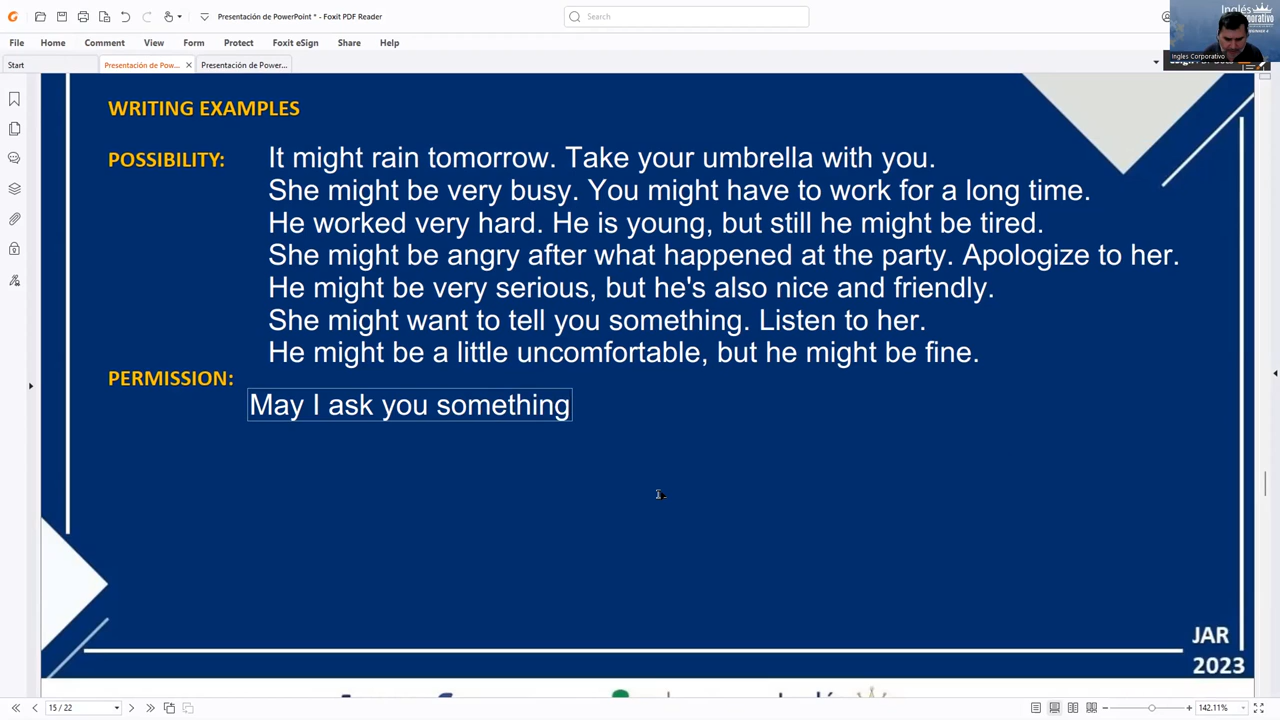 Presentación de PowerPoint * - Foxit PDF Reader
Search
File Home Comment View Form Protect Foxit eSign Share Help
Start
Presentación de Pow... ×
Presentación de Power...
Inglés
Ingles Corporativo
WRITING EXAMPLES
POSSIBILITY:
It might rain tomorrow. Take your umbrella with you.
She might be very busy. You might have to work for a long time.
He worked very hard. He is young, but still he might be tired.
She might be angry after what happened at the party. Apologize to her.
He might be very serious, but he's also nice and friendly.
She might want to tell you something. Listen to her.
He might be a little uncomfortable, but he might be fine.
PERMISSION:
May I ask you something
JAR
2023
15 / 22
142.11%